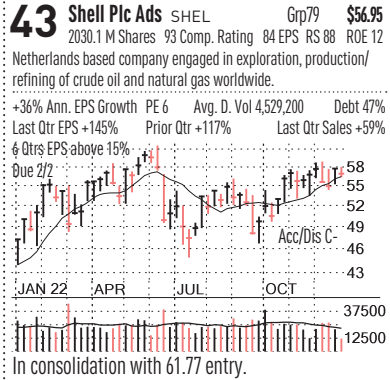 43 Shell Plc Ads SHEL Grp79 $56.95
2030.1 M Shares 93 Comp. Rating 84 EPS RS 88 ROE 12
Netherlands based company engaged in exploration, production/
refining of crude oil and natural gas worldwide.
+36% Ann. EPS Growth PE 6 Avg. D. Vol 4,529,200 Debt 47%
Last Qtr EPS +145% Prior Qtr +117% Last Qtr Sales +59%
6 Qtrs EPS above 15%
Due 2/2
58
55
52
49
Acc/Dis C-
46
43
JAN 22 APR JUL OCT
37500
12500
In consolidation with 61.77 entry.